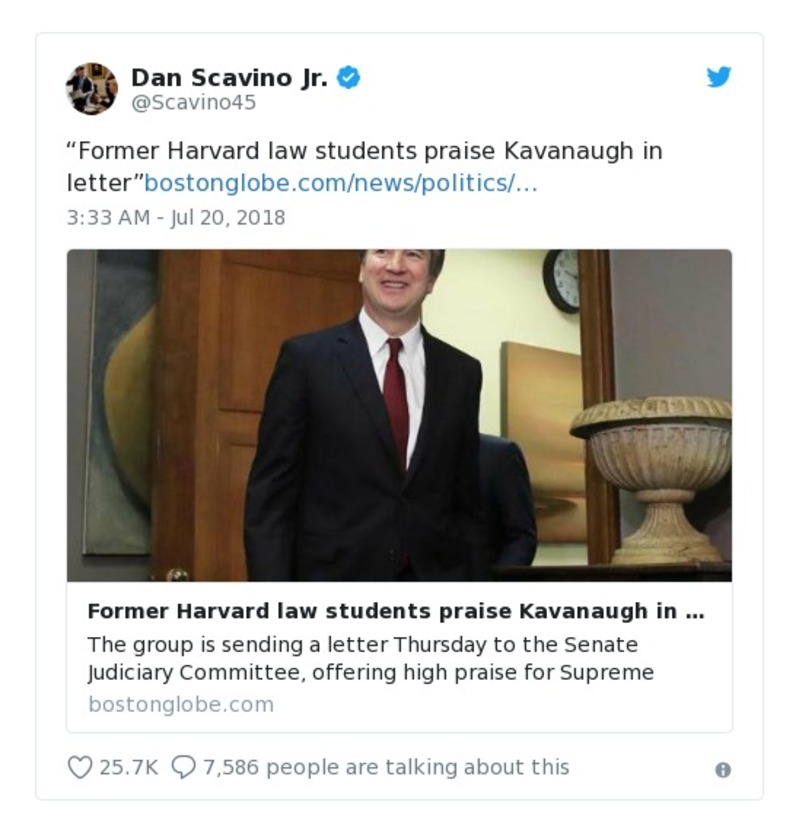 Dan Scavino Jr.
@Scavino45
“Former Harvard law students praise Kavanaugh in
letter”bostonglobe.com/news/politics/…
3:33 AM - Jul 20, 2018
Former Harvard law students praise Kavanaugh in ...
The group is sending a letter Thursday to the Senate
Judiciary Committee, offering high praise for Supreme
bostonglobe.com
25.7K 7,586 people are talking about this